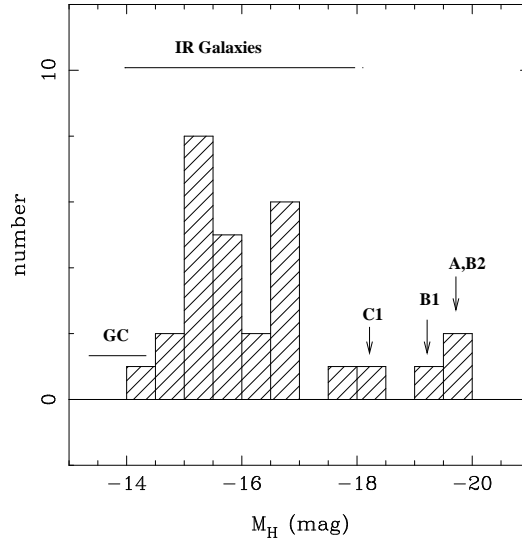 IR Galaxies
10
number
A,B2
C1
B1
GC
0
−14
−16
−18
−20
M_H (mag)